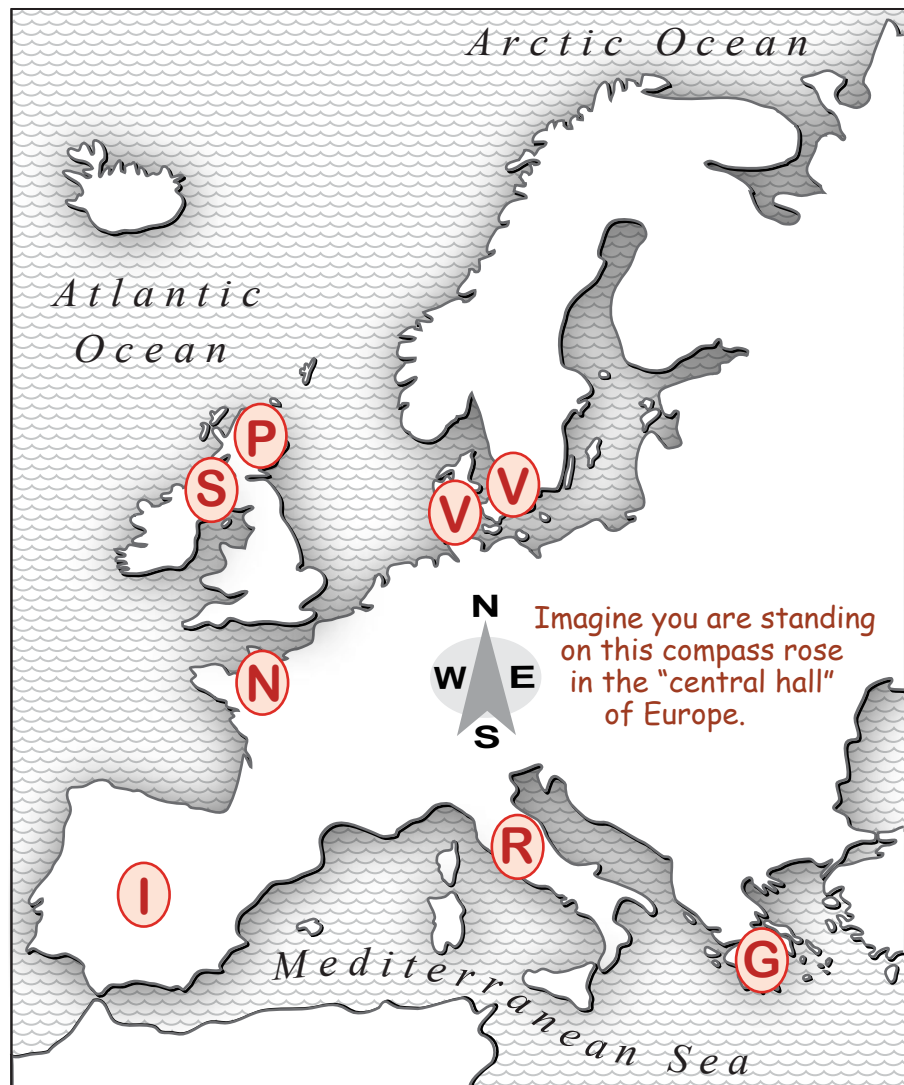 Arctic Ocean
Atlantic
Ocean
P
S
V
V
N
Imagine you are standing
on this compass rose
in the “central hall”
of Europe.
W
E
N
S
R
I
G
Mediterranean Sea